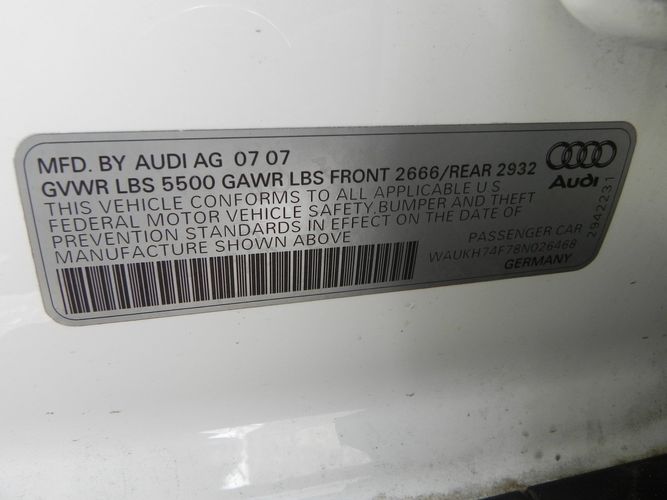 MFD. BY AUDI AG 07 07
GVWR LBS 5500 GAWR LBS FRONT 2666/REAR 2932
THIS VEHICLE CONFORMS TO ALL APPLICABLE U S
FEDERAL MOTOR VEHICLE SAFETY,BUMPER AND THEFT
PREVENTION STANDARDS IN EFFECT ON THE DATE OF
MANUFACTURE SHOWN ABOVE
Audi
PASSENGER CAR
WAUKH74F78N026468
GERMANY
2942231